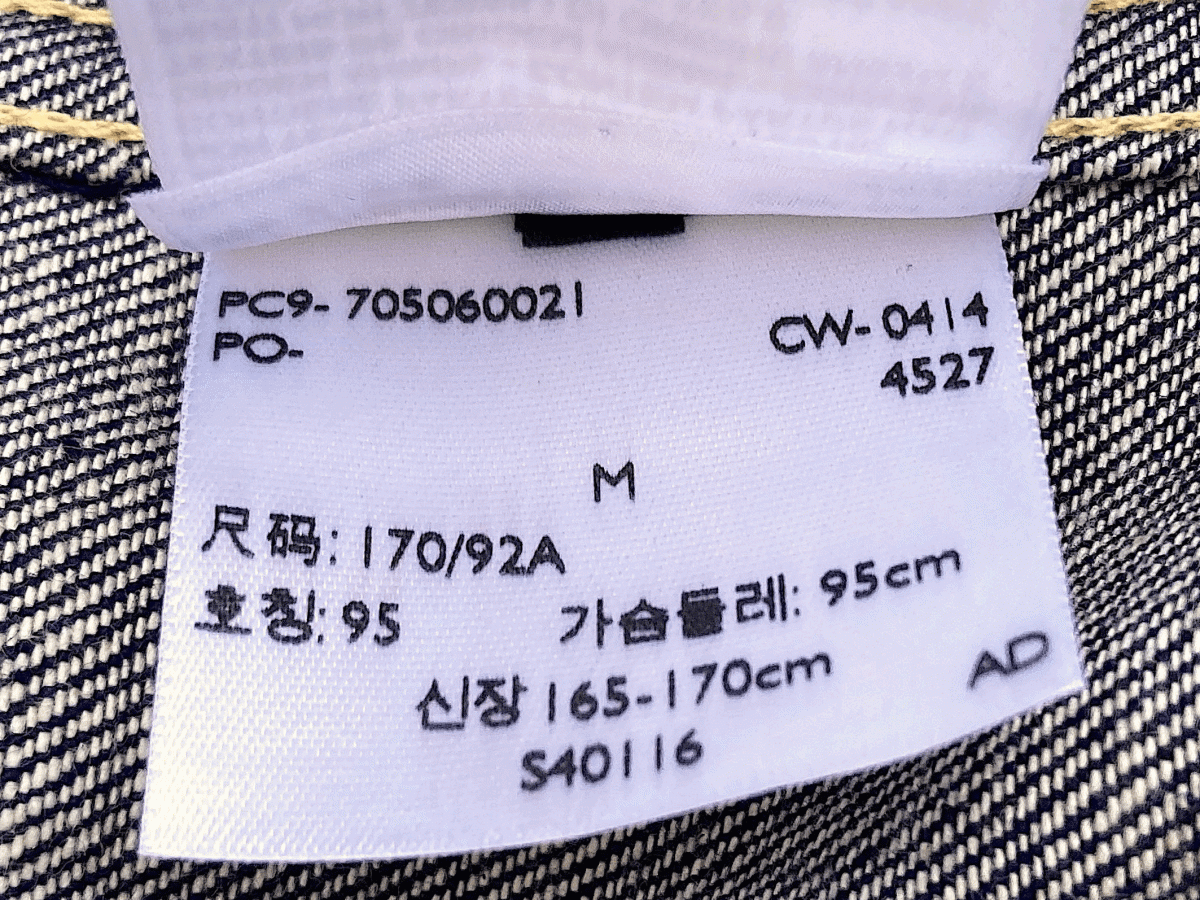 PC9- 705060021
PO-
CW- 0414
4527
M
尺码: 170/92A
호칭: 95 가슴둘레: 95cm
신장 165-170cm
AD
S40116